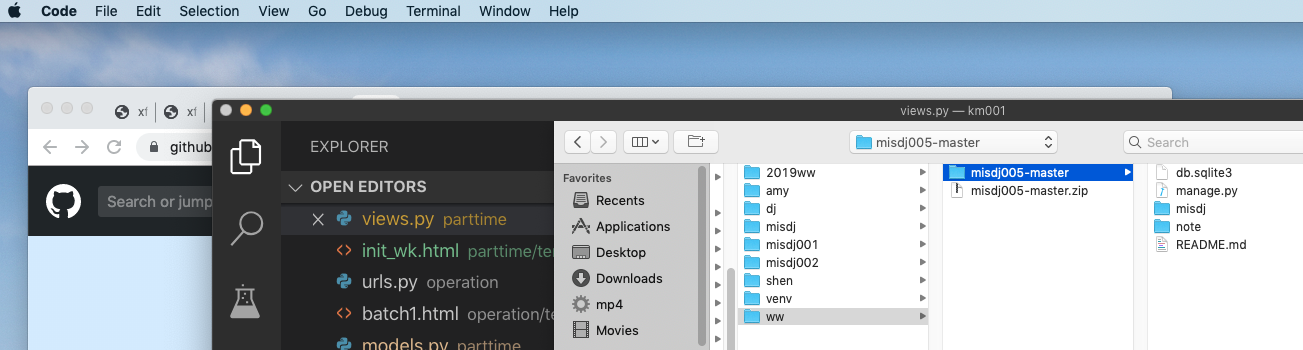 Code File Edit Selection View Go Debug Terminal Window Help
views.py — km001
github
Search or jump
EXPLORER
OPEN EDITORS
views.py parttime
init_wk.html parttime/te
urls.py operation
batch1.html operation/te
models.py parttime
misdj005-master
Search
Favorites
Recents
Applications
Desktop
Downloads
mp4
Movies
2019ww
amy
dj
misdj
misdj001
misdj002
shen
venv
ww
misdj005-master
misdj005-master.zip
db.sqlite3
manage.py
misdj
note
README.md